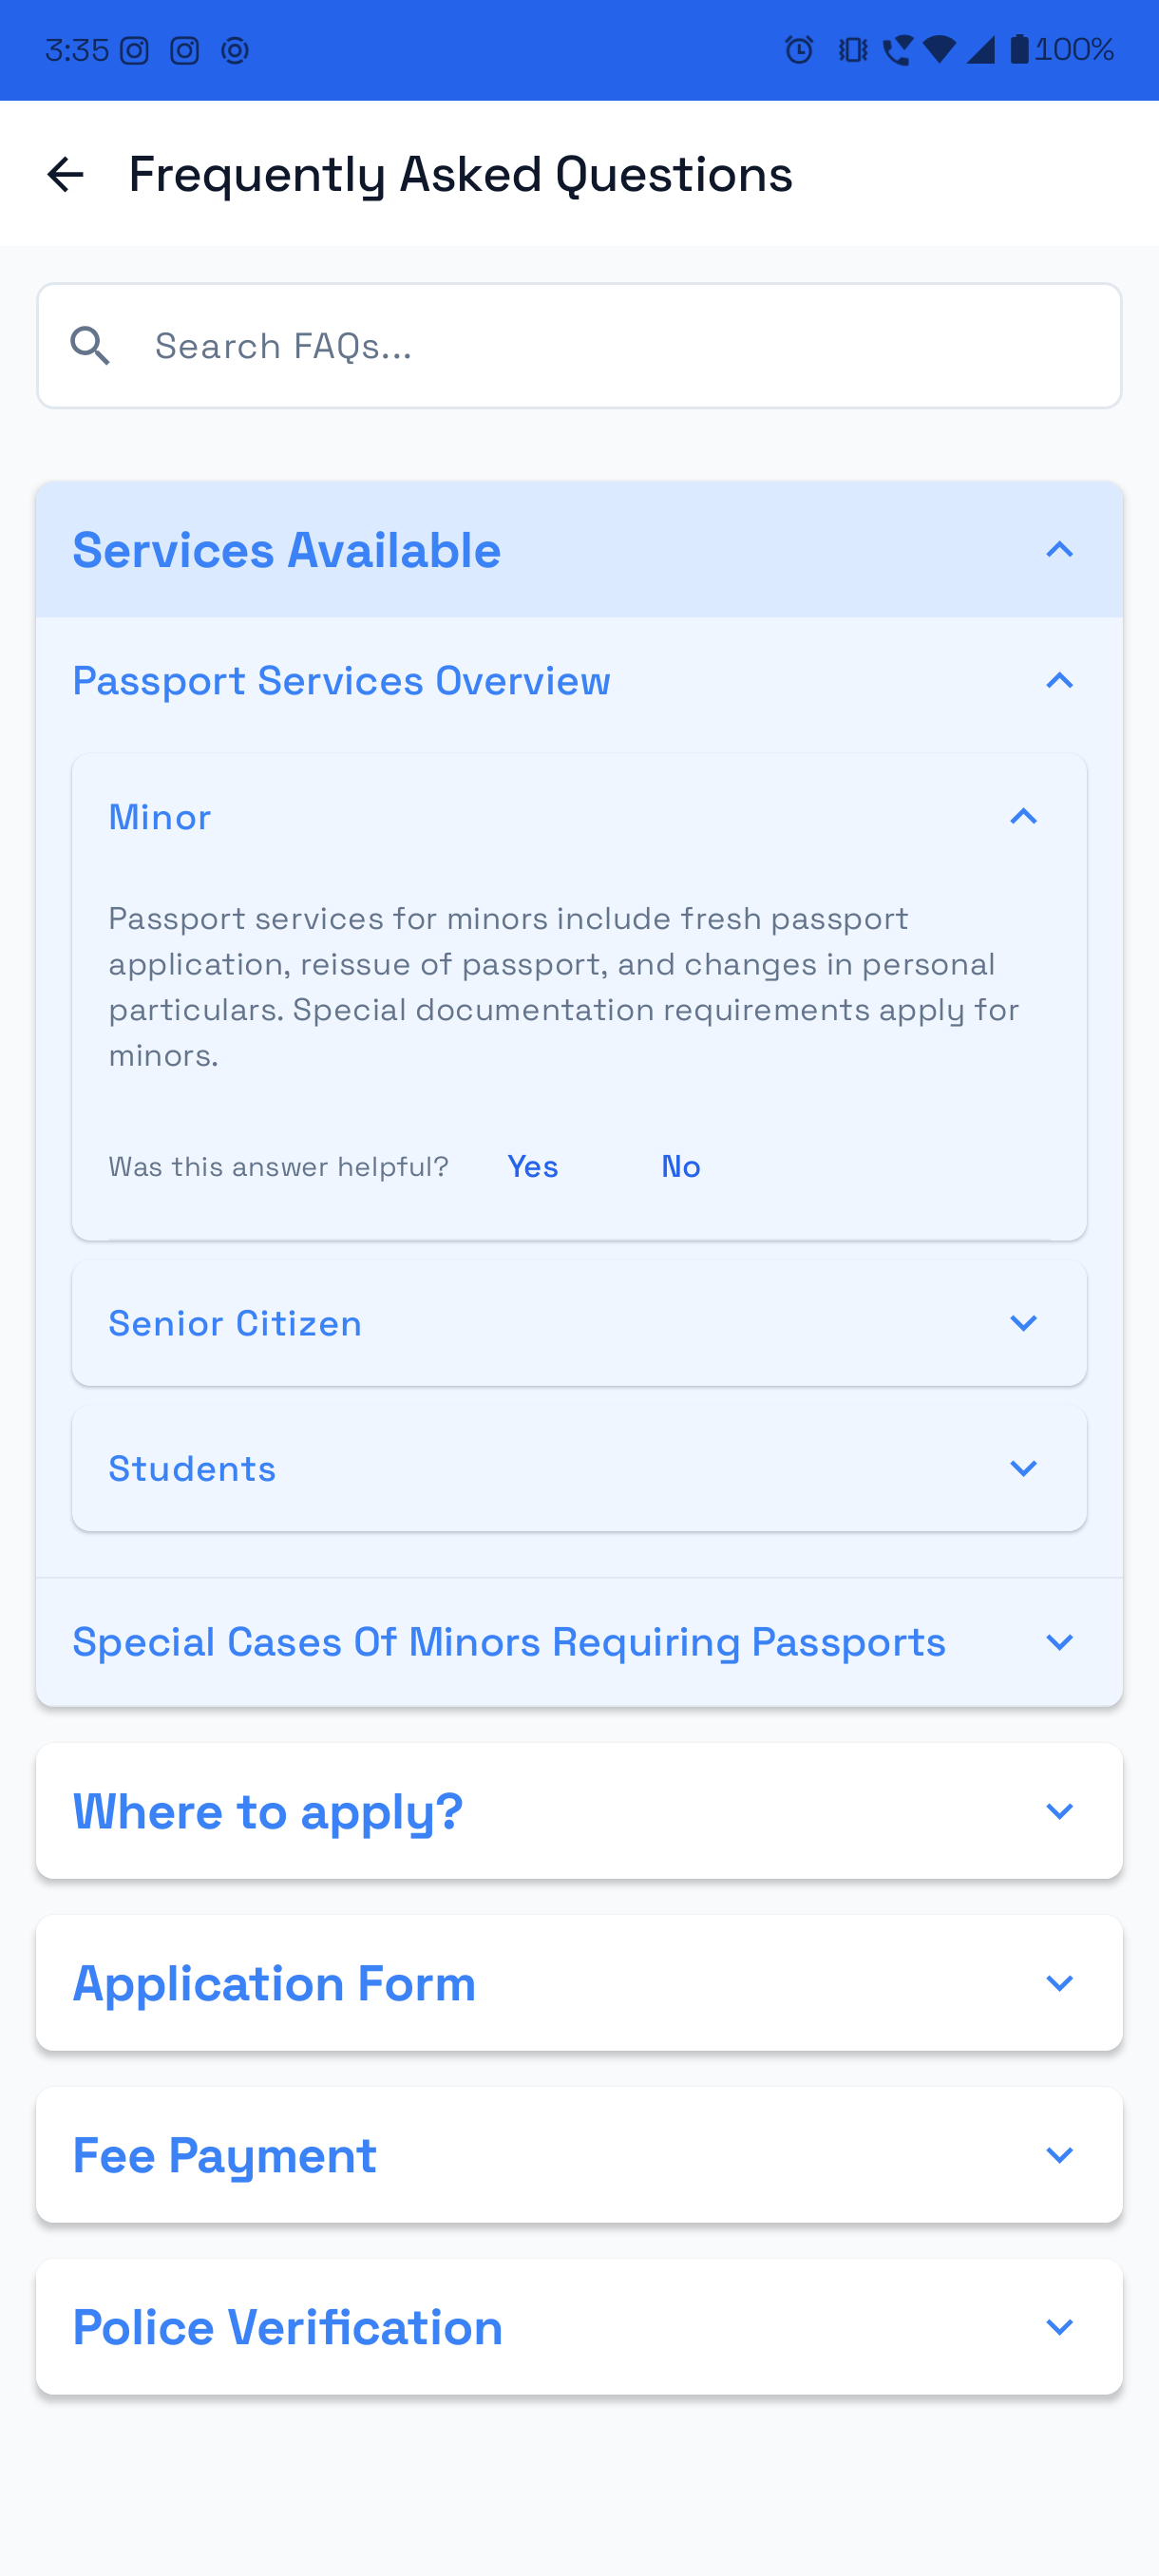 3:35 100%
Frequently Asked Questions
Search FAQs...
Services Available
Passport Services Overview
Minor
Passport services for minors include fresh passport
application, reissue of passport, and changes in personal
particulars. Special documentation requirements apply for
minors.
Was this answer helpful? Yes No
Senior Citizen
Students
Special Cases Of Minors Requiring Passports
Where to apply?
Application Form
Fee Payment
Police Verification